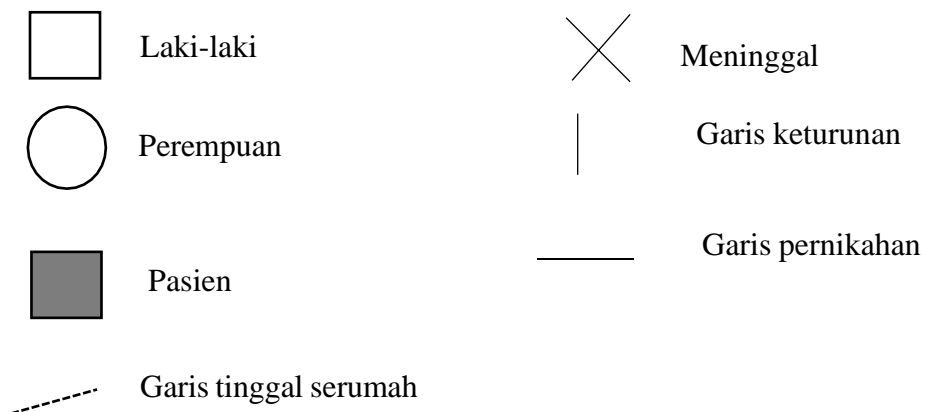 Laki-laki
Meninggal
Perempuan
Garis keturunan
Garis pernikahan
Pasien
Garis tinggal serumah